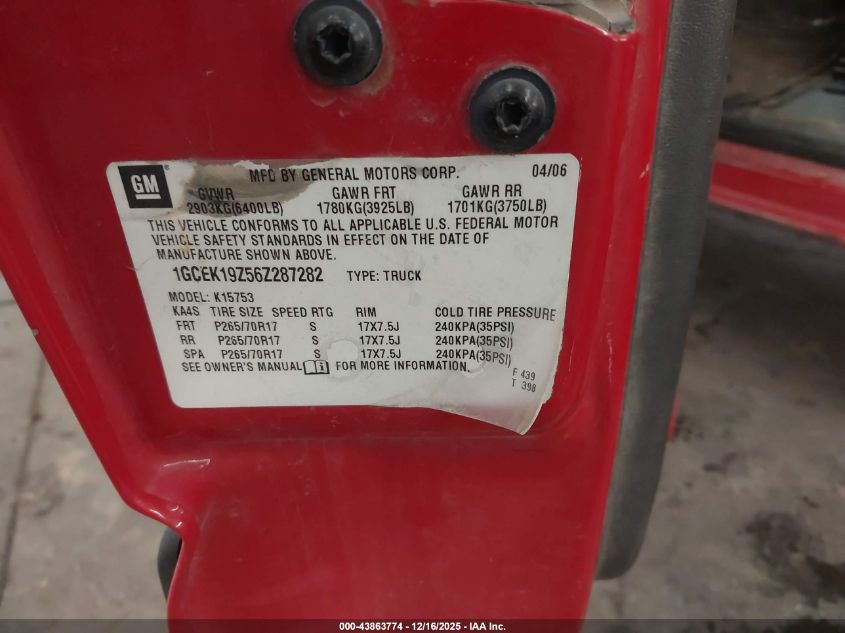 GM
MFD BY GENERAL MOTORS CORP. 04/06
GVWR GAWR FRT GAWR RR
2903KG(6400LB) 1780KG(3925LB) 1701KG(3750LB)
THIS VEHICLE CONFORMS TO ALL APPLICABLE U.S. FEDERAL MOTOR
VEHICLE SAFETY STANDARDS IN EFFECT ON THE DATE OF
MANUFACTURE SHOWN ABOVE.
1GCEK19Z56Z287282 TYPE: TRUCK
MODEL: K15753
KA4S TIRE SIZE SPEED RTG RIM COLD TIRE PRESSURE
FRT P265/70R17 S 17X7.5J 240KPA(35PSI)
RR P265/70R17 S 17X7.5J 240KPA(35PSI)
SPA P265/70R17 S 17X7.5J 240KPA(35PSI)
SEE OWNER'S MANUAL FOR MORE INFORMATION.
F 439
T 398
000-43863774 - 12/16/2025 - IAA Inc.